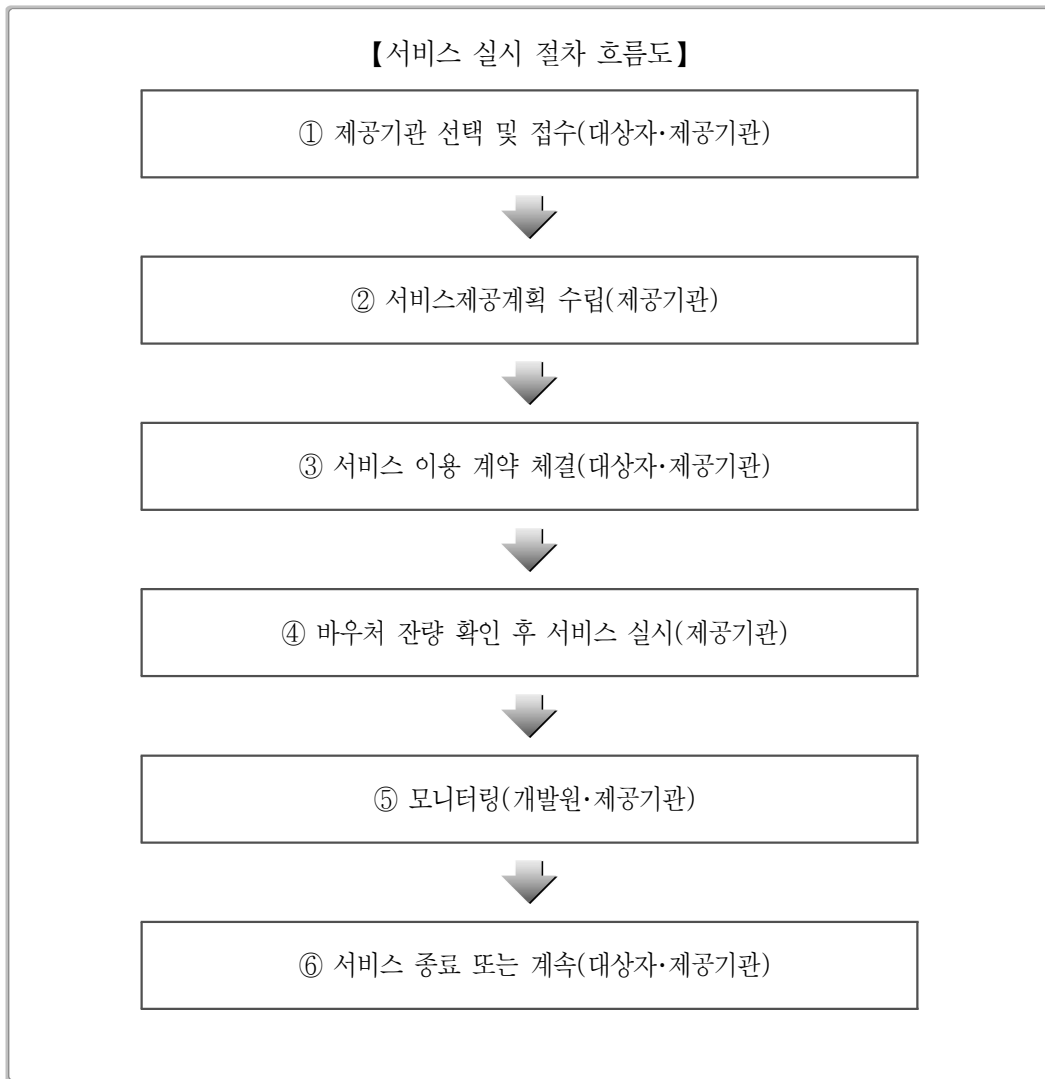 【서비스 실시 절차 흐름도】
① 제공기관 선택 및 접수(대상자·제공기관)
② 서비스제공계획 수립(제공기관)
③ 서비스 이용 계약 체결(대상자·제공기관)
④ 바우처 잔량 확인 후 서비스 실시(제공기관)
⑤ 모니터링(개발원·제공기관)
⑥ 서비스 종료 또는 계속(대상자·제공기관)